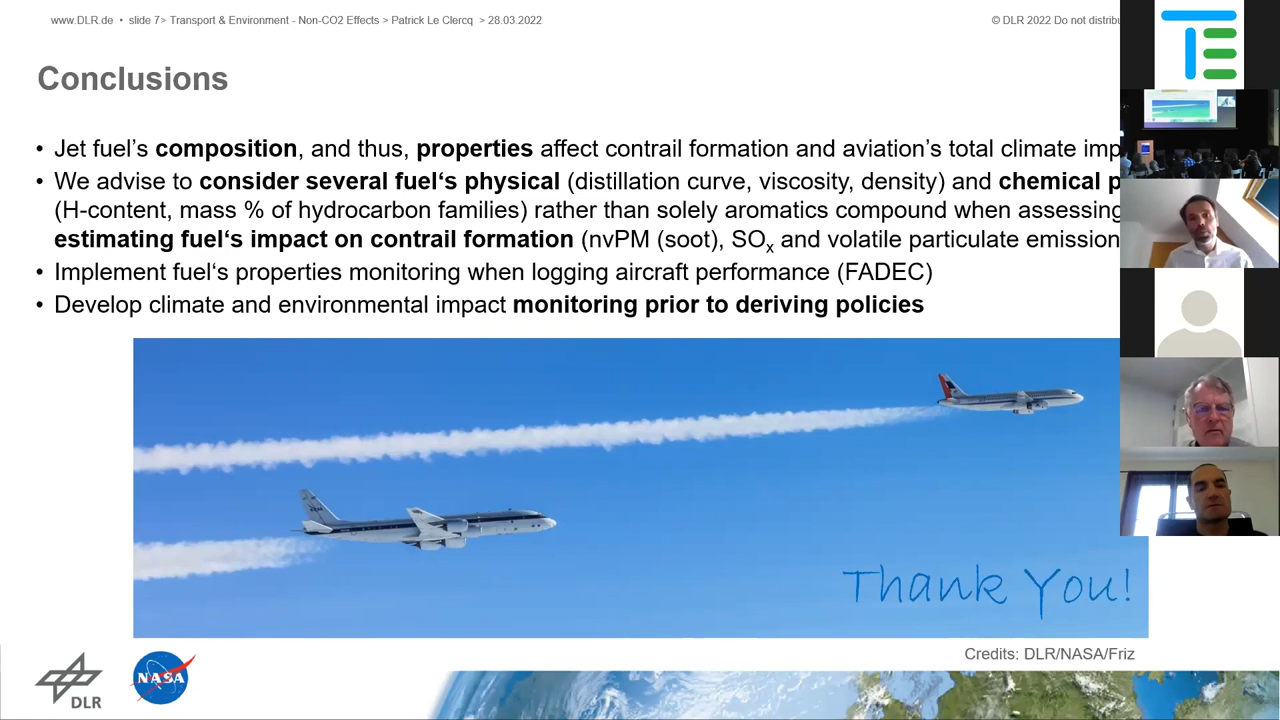 www.DLR.de • slide 7> Transport & Environment - Non-CO2 Effects > Patrick Le Clercq > 28.03.2022
© DLR 2022 Do not distribu
Conclusions
• Jet fuel’s composition, and thus, properties affect contrail formation and aviation’s total climate imp
• We advise to consider several fuel‘s physical (distillation curve, viscosity, density) and chemical p
(H-content, mass % of hydrocarbon families) rather than solely aromatics compound when assessing
estimating fuel‘s impact on contrail formation (nvPM (soot), SOx and volatile particulate emission
• Implement fuel‘s properties monitoring when logging aircraft performance (FADEC)
• Develop climate and environmental impact monitoring prior to deriving policies
Thank You!
Credits: DLR/NASA/Friz
DLR
NASA